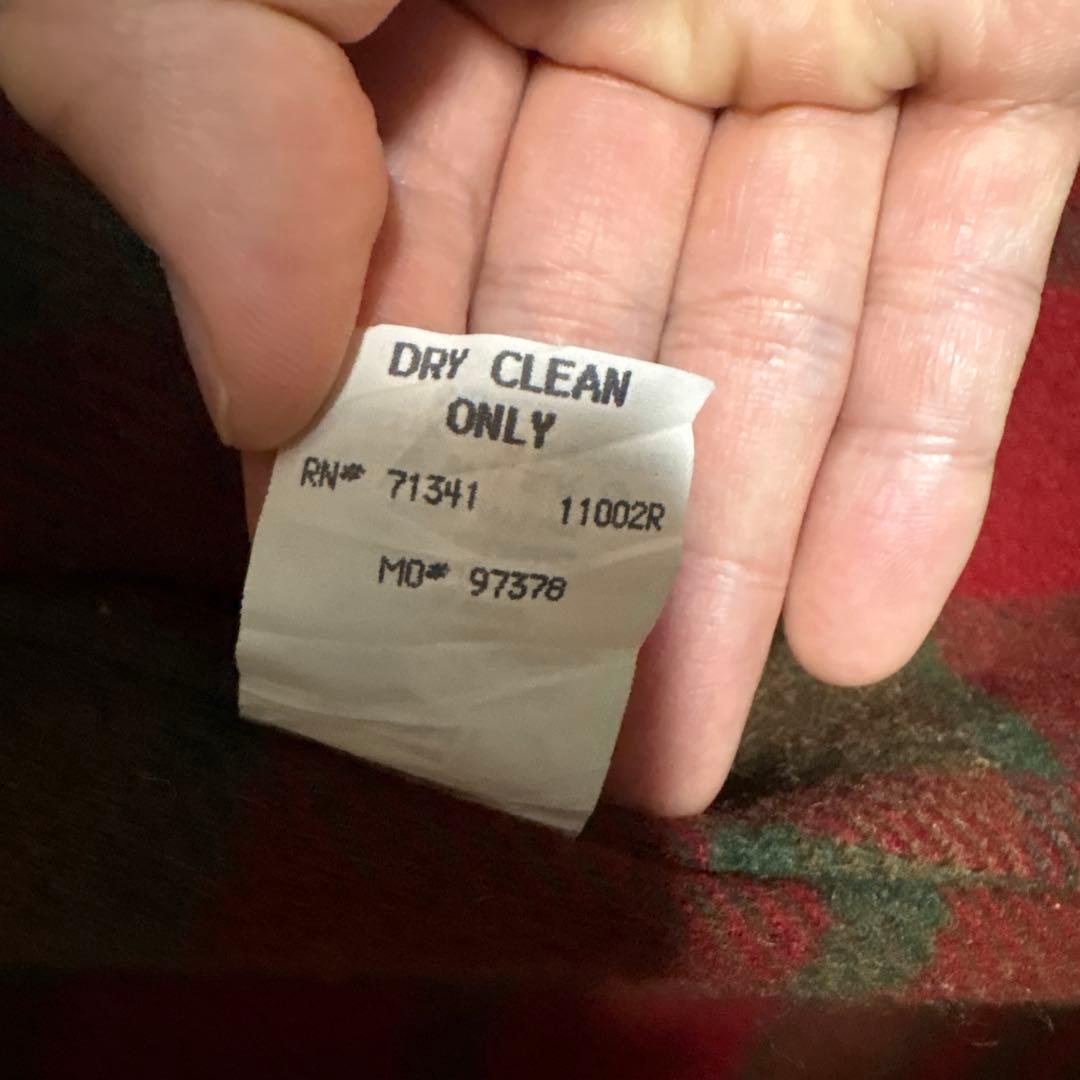 DRY CLEAN
ONLY
RN# 71341 11002R
MO# 97378